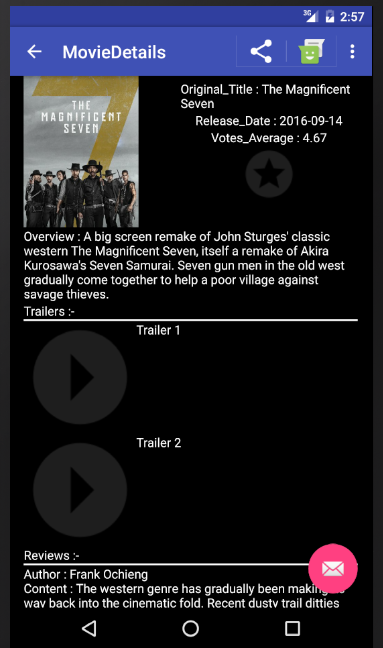 3G 2:57
MovieDetails
THE
MAGNIFICENT
SEVEN
7
Original_Title : The Magnificent
Seven
Release_Date : 2016-09-14
Votes_Average : 4.67
Overview : A big screen remake of John Sturges' classic
western The Magnificent Seven, itself a remake of Akira
Kurosawa's Seven Samurai. Seven gun men in the old west
gradually come together to help a poor village against
savage thieves.
Trailers :-
Trailer 1
Trailer 2
Reviews :-
Author : Frank Ochieng
Content : The western genre has gradually been making
way back into the cinematic fold. Recent dusty trail ditties